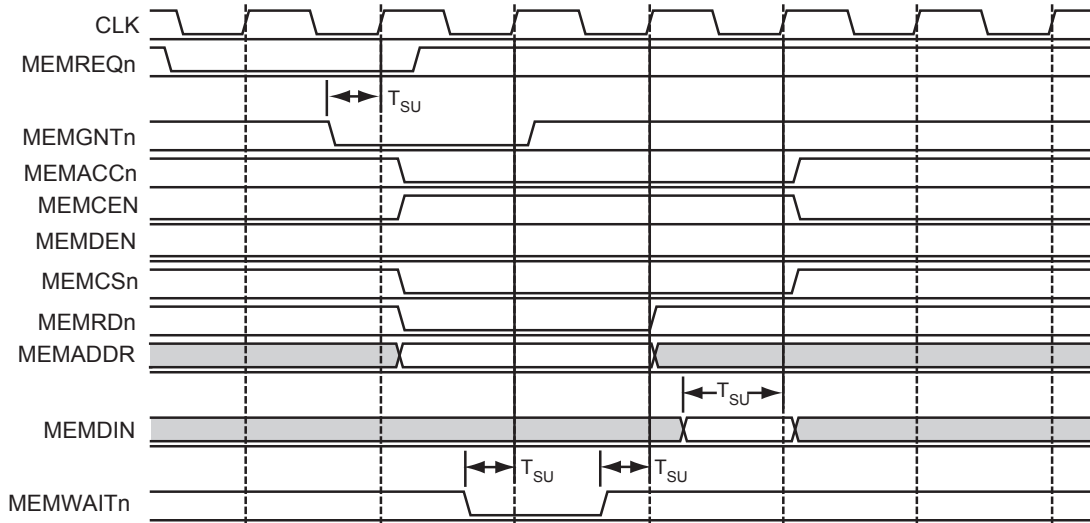 CLK
MEMREQn
TSU
MEMGNTn
MEMACCn
MEMCEN
MEMDEN
MEMCSn
MEMRDn
MEMADDR
TSU
MEMDIN
TSU TSU
MEMWAITn